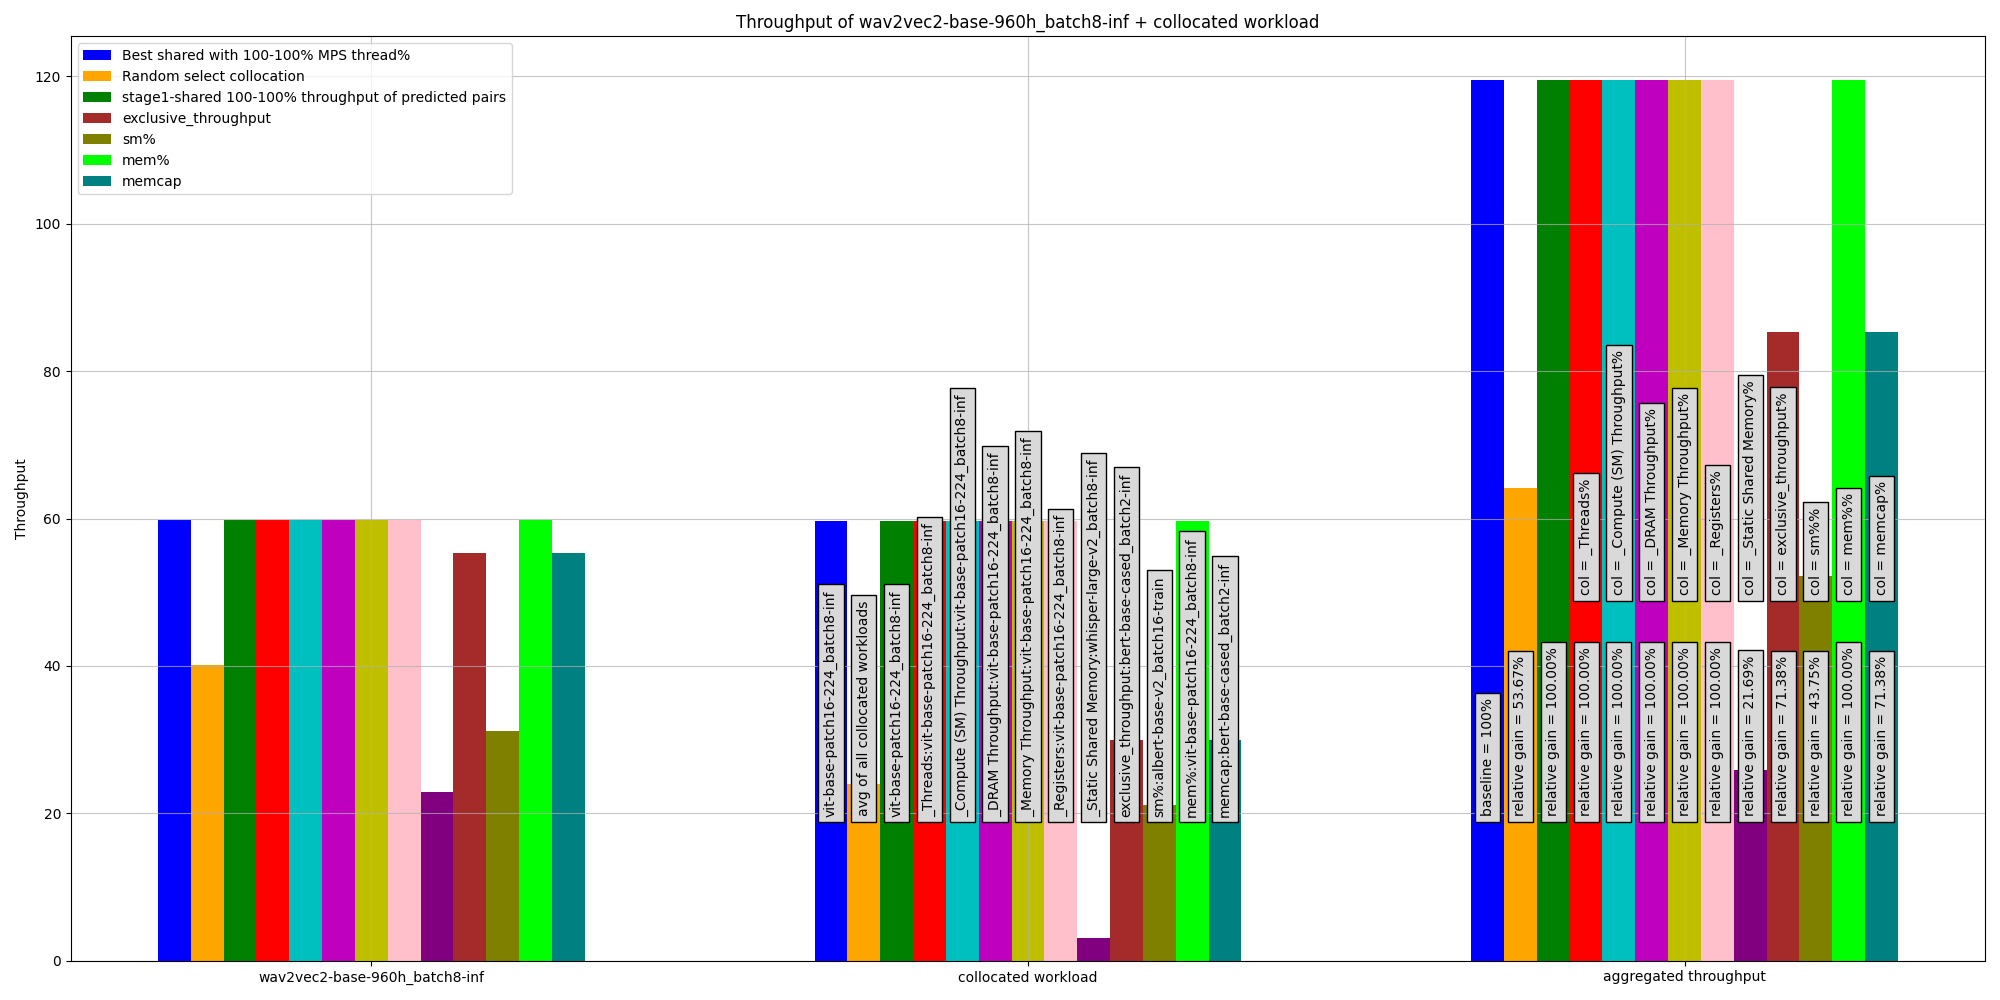 Throughput of wav2vec2-base-960h_batch8-inf + collocated workload
Best shared with 100-100% MPS thread%
Random select collocation
stage1-shared 100-100% throughput of predicted pairs
exclusive_throughput
sm%
mem%
memcap
Throughput
120
100
80
60
40
20
0
vit-base-patch16-224_batch8-inf
avg of all collocated workloads
vit-base-patch16-224_batch8-inf
_Threads:vit-base-patch16-224_batch8-inf
_Compute (SM) Throughput:vit-base-patch16-224_batch8-inf
_DRAM Throughput:vit-base-patch16-224_batch8-inf
_Memory Throughput:vit-base-patch16-224_batch8-inf
_Registers:vit-base-patch16-224_batch8-inf
_Static Shared Memory:whisper-large-v2_batch8-inf
exclusive_throughput:bert-base-cased_batch2-inf
sm%:albert-base-v2_batch16-train
mem%:vit-base-patch16-224_batch8-inf
memcap:bert-base-cased_batch2-inf
col = _Threads%
col = _Compute (SM) Throughput%
col = _DRAM Throughput%
col = _Memory Throughput%
col = _Registers%
col = _Static Shared Memory%
col = exclusive_throughput%
col = sm%%
col = mem%%
col = memcap%
baseline = 100%
relative gain = 53.67%
relative gain = 100.00%
relative gain = 100.00%
relative gain = 100.00%
relative gain = 100.00%
relative gain = 100.00%
relative gain = 100.00%
relative gain = 21.69%
relative gain = 71.38%
relative gain = 43.75%
relative gain = 100.00%
relative gain = 71.38%
wav2vec2-base-960h_batch8-inf
collocated workload
aggregated throughput